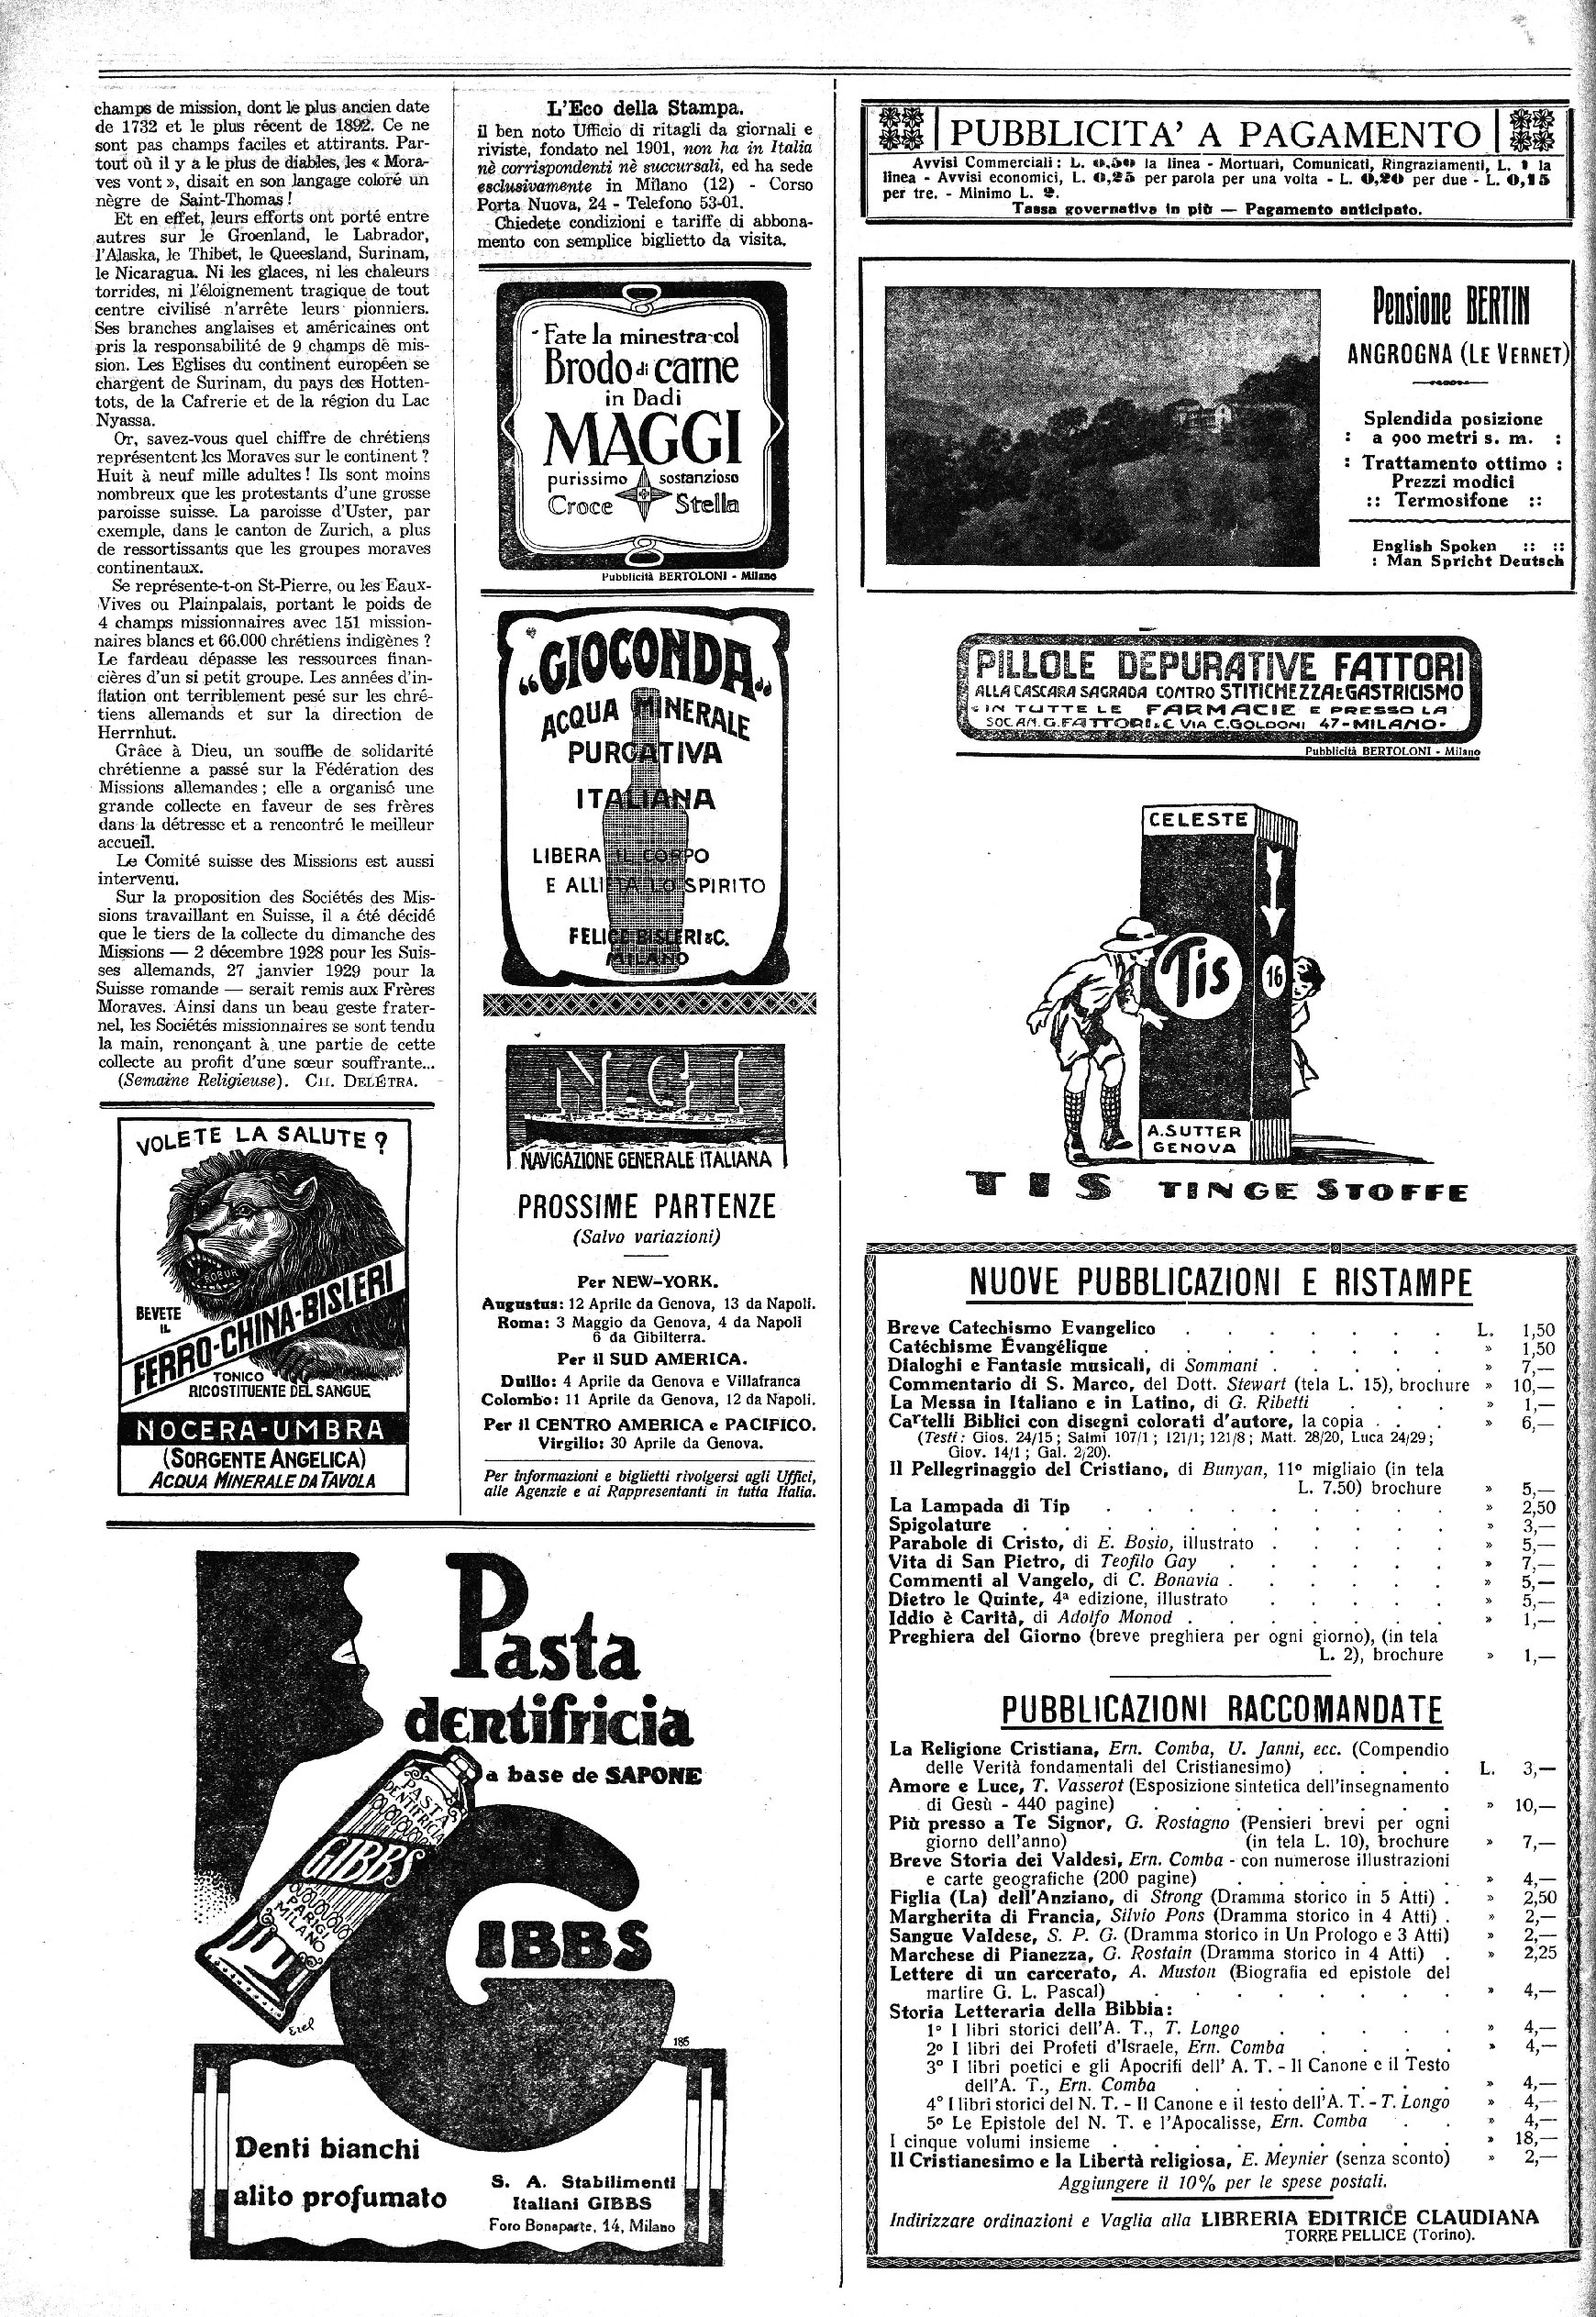 champs de mission, dont le plus ancien date
de 1732 et le plus récent de 1892. Ce ne
sont pas champs faciles et attirants. Par-
tout où il y a le plus de diables, les « Mora-
ves vont », disait en son langage coloré un
nègre de Saint-Thomas !
Et en effet, leurs efforts ont porté entre
autres sur le Groenland, le Labrador,
l'Alaska, le Thibet, le Queesland, Surinam,
le Nicaragua. Ni les glaces, ni les chaleurs
torrides, ni l'éloignement tragique de tout
centre civilisé n'arrête leurs pionniers.
Ses branches anglaises et américaines ont
pris la responsabilité de 9 champs de mis-
sion. Les Eglises du continent européen se
chargent de Surinam, du pays des Hotten-
tots, de la Cafrerie et de la région du Lac
Nyassa.
Or, savez-vous quel chiffre de chrétiens
représentent les Moraves sur le continent ?
Huit à neuf mille adultes ! Ils sont moins
nombreux que les protestants d'une grosse
paroisse suisse. La paroisse d'Uster, par
exemple, dans le canton de Zurich, a plus
de ressortissants que les groupes moraves
continentaux.
Se représente-t-on St-Pierre, ou les Eaux-
Vives ou Plainpalais, portant le poids de
4 champs missionnaires avec 151 mission-
naires blancs et 66.000 chrétiens indigènes ?
Le fardeau dépasse les ressources finan-
cières d'un si petit groupe. Les années d'in-
flation ont terriblement pesé sur les chré-
tiens allemands et sur la direction de
Herrnhut.
Grâce à Dieu, un souffle de solidarité
chrétienne a passé sur la Fédération des
Missions allemandes ; elle a organisé une
grande collecte en faveur de ses frères
dans la détresse et a rencontré le meilleur
accueil.
Le Comité suisse des Missions est aussi
intervenu.
Sur la proposition des Sociétés des Mis-
sions travaillant en Suisse, il a été décidé
que le tiers de la collecte du dimanche des
Missions — 2 décembre 1928 pour les Suis-
ses allemands, 27 janvier 1929 pour la
Suisse romande — serait remis aux Frères
Moraves. Ainsi dans un beau geste frater-
nel, les Sociétés missionnaires se sont tendu
la main, renonçant à une partie de cette
collecte au profit d'une sœur souffrante...
(Semaine Religieuse). CH. DELÉTRA.
VOLETE LA SALUTE ?
ROBUR
BEVETE
IL
FERRO-CHINA-BISLERI
TONICO
RICOSTITUENTE DEL SANGUE
NOCERA-UMBRA
(SORGENTE ANGELICA)
ACQUA MINERALE DA TAVOLA
L'Eco della Stampa.
il ben noto Ufficio di ritagli da giornali e
riviste, fondato nel 1901, non ha in Italia
nè corrispondenti nè succursali, ed ha sede
esclusivamente in Milano (12) - Corso
Porta Nuova, 24 - Telefono 53-01.
Chiedete condizioni e tariffe di abbona-
mento con semplice biglietto da visita.
Fate la minestra col
Brodo di carne
in Dadi
MAGGI
purissimo sostanzioso
Croce Stella
Pubblicità BERTOLONI - Milano
"GIOCONDA"
ACQUA MINERALE
PURGATIVA
ITALIANA
LIBERA IL CORPO
E ALLIETA LO SPIRITO
FELICE BISLERI & C.
MILANO
N·G·I
NAVIGAZIONE GENERALE ITALIANA
PROSSIME PARTENZE
(Salvo variazioni)
Per NEW-YORK.
Augustus: 12 Aprile da Genova, 13 da Napoli.
Roma: 3 Maggio da Genova, 4 da Napoli
6 da Gibilterra.
Per il SUD AMERICA.
Duilio: 4 Aprile da Genova e Villafranca
Colombo: 11 Aprile da Genova, 12 da Napoli.
Per il CENTRO AMERICA e PACIFICO.
Virgilio: 30 Aprile da Genova.
Per informazioni e biglietti rivolgersi agli Uffici,
alle Agenzie e ai Rappresentanti in tutta Italia.
Pasta
dentifricia
a base de SAPONE
PASTA
DENTIFRICIA
GIBBS
PARIGI
MILANO
GIBBS
Erel
185
Denti bianchi
alito profumato
S. A. Stabilimenti
Italiani GIBBS
Foro Bonaparte, 14, Milano
PUBBLICITA' A PAGAMENTO
Avvisi Commerciali: L. 0,50 la linea - Mortuari, Comunicati, Ringraziamenti, L. 1 la
linea - Avvisi economici, L. 0,25 per parola per una volta - L. 0,20 per due - L. 0,15
per tre. - Minimo L. 2.
Tassa governativa in più — Pagamento anticipato.
Pensione BERTIN
ANGROGNA (LE VERNET)
Splendida posizione
: a 900 metri s. m. :
: Trattamento ottimo :
Prezzi modici
:: Termosifone ::
English Spoken :: ::
: Man Spricht Deutsch
PILLOLE DEPURATIVE FATTORI
ALLA CASCARA SAGRADA CONTRO STITICHEZZA E GASTRICISMO
IN TUTTE LE FARMACIE E PRESSO LA
SOC. AN. G. FATTORI & C. VIA C. GOLDONI 47-MILANO-
Pubblicità BERTOLONI - Milano
CELESTE
Tis
16
A. SUTTER
GENOVA
TIS TINGE STOFFE
NUOVE PUBBLICAZIONI E RISTAMPE
Breve Catechismo Evangelico . . . . . . . L. 1,50
Catéchisme Évangélique . . . . . . . . » 1,50
Dialoghi e Fantasie musicali, di Sommani . . . . . » 7,—
Commentario di S. Marco, del Dott. Stewart (tela L. 15), brochure » 10,—
La Messa in Italiano e in Latino, di G. Ribetti . . . » 1,—
Cartelli Biblici con disegni colorati d'autore, la copia . . . » 6,—
(Testi: Gios. 24/15 ; Salmi 107/1 ; 121/1; 121/8 ; Matt. 28/20, Luca 24/29 ;
Giov. 14/1 ; Gal. 2/20).
Il Pellegrinaggio del Cristiano, di Bunyan, 11º migliaio (in tela
L. 7.50) brochure » 5,—
La Lampada di Tip . . . . . . . . . » 2,50
Spigolature . . . . . . . . . . . » 3,—
Parabole di Cristo, di E. Bosio, illustrato . . . . . » 5,—
Vita di San Pietro, di Teofilo Gay . . . . . . » 7,—
Commenti al Vangelo, di C. Bonavia . . . . . . » 5,—
Dietro le Quinte, 4ª edizione, illustrato . . . . . » 5,—
Iddio è Carità, di Adolfo Monod . . . . . . . » 1,—
Preghiera del Giorno (breve preghiera per ogni giorno), (in tela
L. 2), brochure » 1,—
PUBBLICAZIONI RACCOMANDATE
La Religione Cristiana, Ern. Comba, U. Janni, ecc. (Compendio
delle Verità fondamentali del Cristianesimo) . . . . L. 3,—
Amore e Luce, T. Vasserot (Esposizione sintetica dell'insegnamento
di Gesù - 440 pagine) . . . . . . . . » 10,—
Più presso a Te Signor, G. Rostagno (Pensieri brevi per ogni
giorno dell'anno) (in tela L. 10), brochure » 7,—
Breve Storia dei Valdesi, Ern. Comba - con numerose illustrazioni
e carte geografiche (200 pagine) . . . . . . » 4,—
Figlia (La) dell'Anziano, di Strong (Dramma storico in 5 Atti) . » 2,50
Margherita di Francia, Silvio Pons (Dramma storico in 4 Atti) . » 2,—
Sangue Valdese, S. P. G. (Dramma storico in Un Prologo e 3 Atti) » 2,—
Marchese di Pianezza, G. Rostain (Dramma storico in 4 Atti) . » 2,25
Lettere di un carcerato, A. Muston (Biografia ed epistole del
martire G. L. Pascal) . . . . . . . . » 4,—
Storia Letteraria della Bibbia:
1º I libri storici dell'A. T., T. Longo . . . . . » 4,—
2º I libri dei Profeti d'Israele, Ern. Comba . . . . » 4,—
3º I libri poetici e gli Apocrifi dell' A. T. - Il Canone e il Testo
dell'A. T., Ern. Comba . . . . . . . » 4,—
4º I libri storici del N. T. - Il Canone e il testo dell'A. T. - T. Longo » 4,—
5º Le Epistole del N. T. e l'Apocalisse, Ern. Comba . . » 4,—
I cinque volumi insieme . . . . . . . . . » 18,—
Il Cristianesimo e la Libertà religiosa, E. Meynier (senza sconto) » 2,—
Aggiungere il 10% per le spese postali.
Indirizzare ordinazioni e Vaglia alla LIBRERIA EDITRICE CLAUDIANA
TORRE PELLICE (Torino).